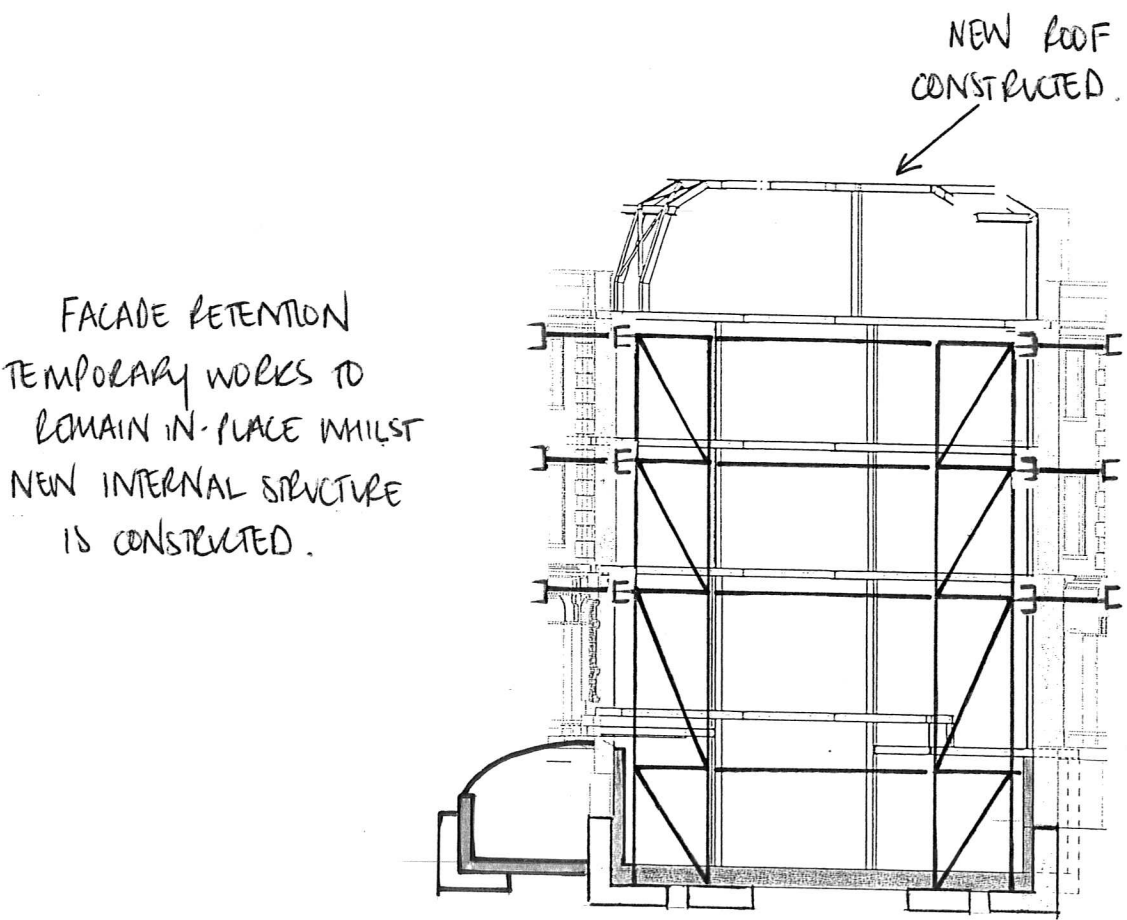 NEW ROOF
CONSTRUCTED.
FACADE RETENTION
TEMPORARY WORKS TO
REMAIN IN-PLACE WHILST
NEW INTERNAL STRUCTURE
IS CONSTRUCTED.